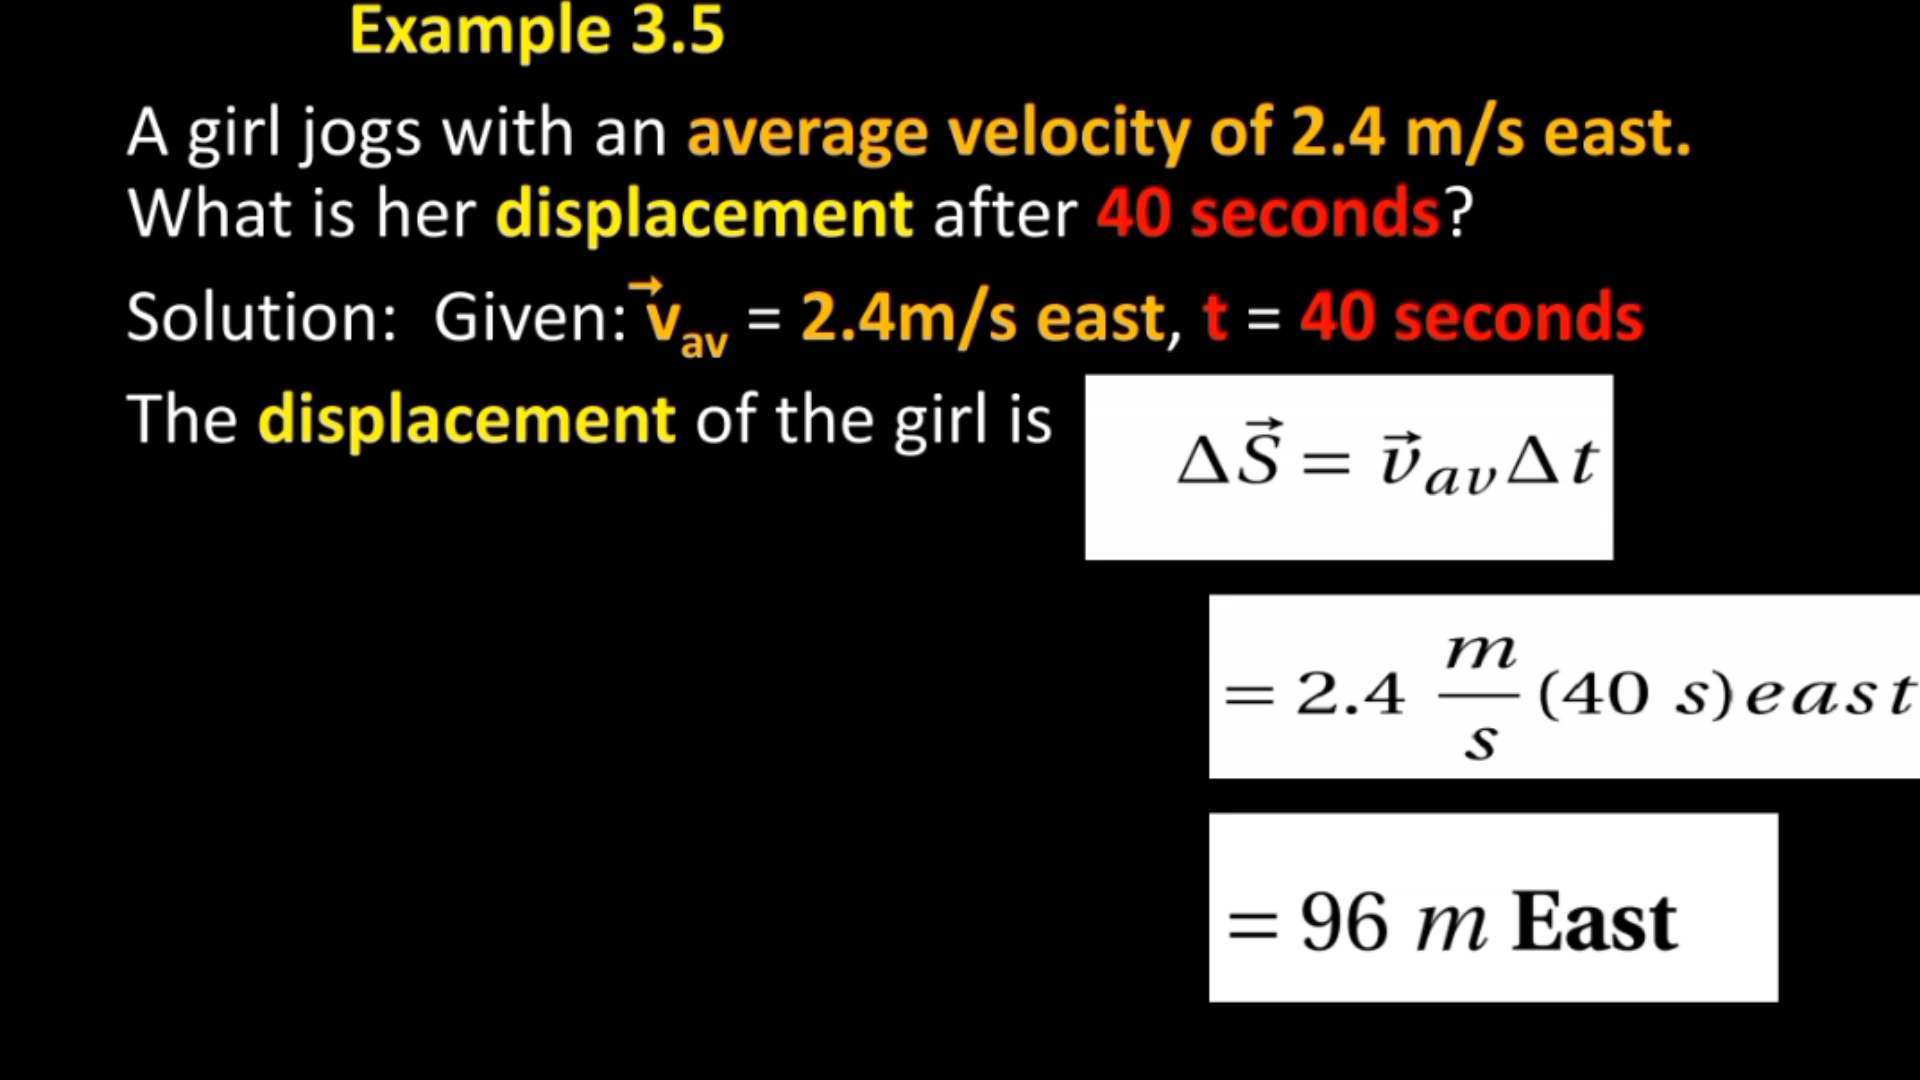 Example 3.5
A girl jogs with an average velocity of 2.4 m/s east.
What is her displacement after 40 seconds?
Solution: Given: v⃗av = 2.4m/s east, t = 40 seconds
The displacement of the girl is
ΔS⃗ = v⃗av Δt
= 2.4 m/s (40 s) east
= 96 m East